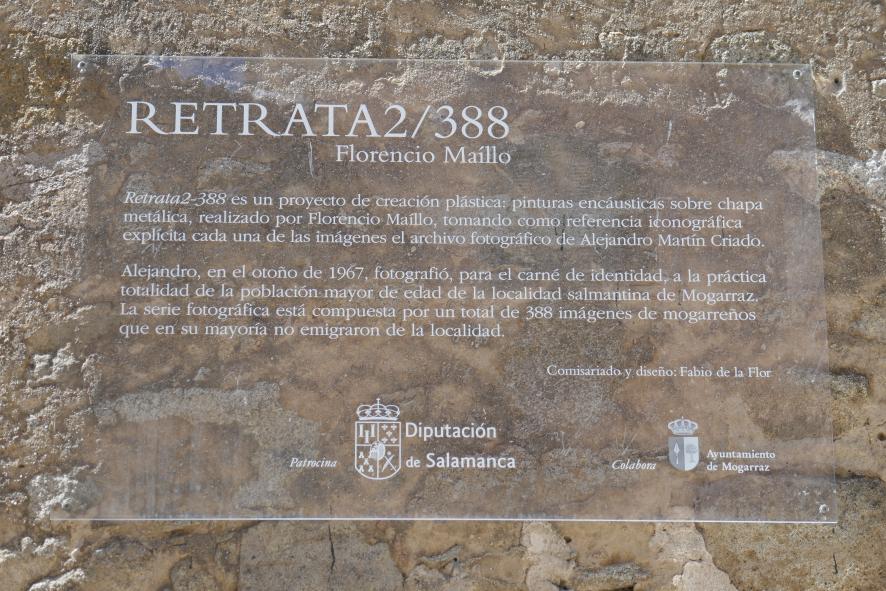 RETRATA2/388
Florencio Maíllo
Retrata2-388 es un proyecto de creación plástica: pinturas encáusticas sobre chapa
metálica, realizado por Florencio Maíllo, tomando como referencia iconográfica
explícita cada una de las imágenes el archivo fotográfico de Alejandro Martín Criado.
Alejandro, en el otoño de 1967, fotografió, para el carné de identidad, a la práctica
totalidad de la población mayor de edad de la localidad salmantina de Mogarraz.
La serie fotográfica está compuesta por un total de 388 imágenes de mogarreños
que en su mayoría no emigraron de la localidad.
Comisariado y diseño: Fabio de la Flor
Patrocina
Diputación
de Salamanca
Colabora
Ayuntamiento
de Mogarraz